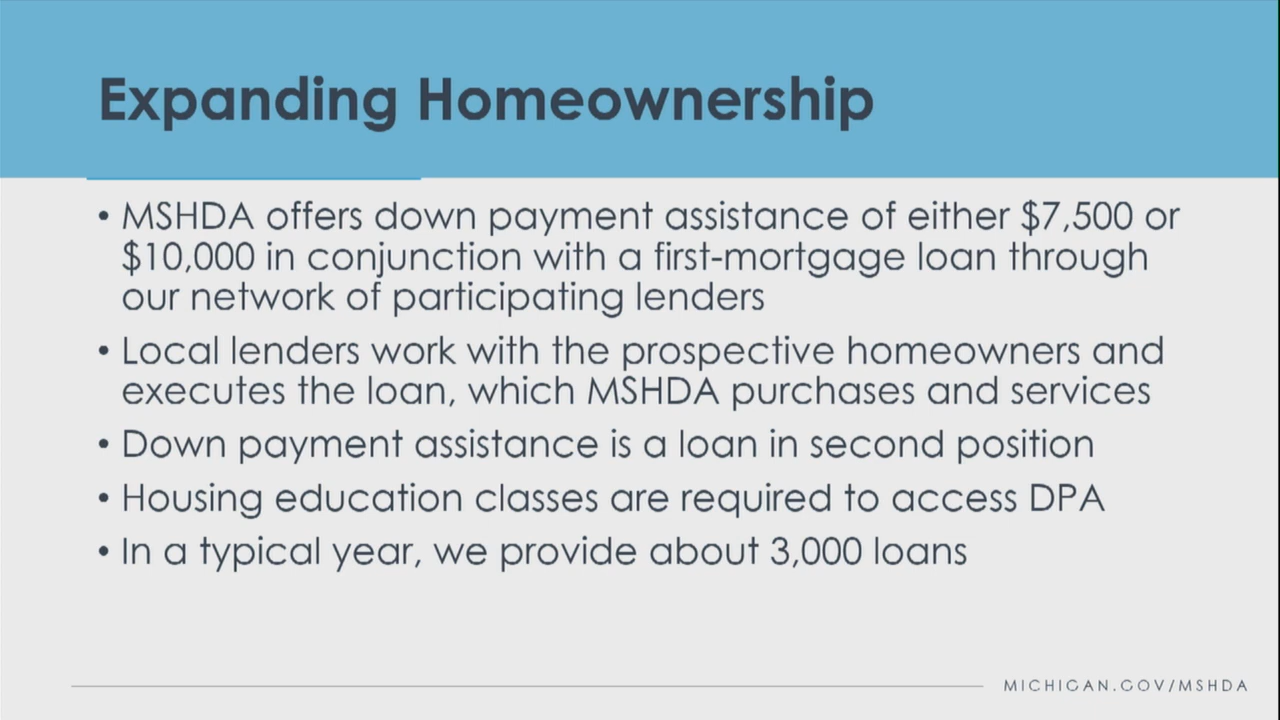 Expanding Homeownership
• MSHDA offers down payment assistance of either $7,500 or
$10,000 in conjunction with a first-mortgage loan through
our network of participating lenders
• Local lenders work with the prospective homeowners and
executes the loan, which MSHDA purchases and services
• Down payment assistance is a loan in second position
• Housing education classes are required to access DPA
• In a typical year, we provide about 3,000 loans
MICHIGAN.GOV/MSHDA